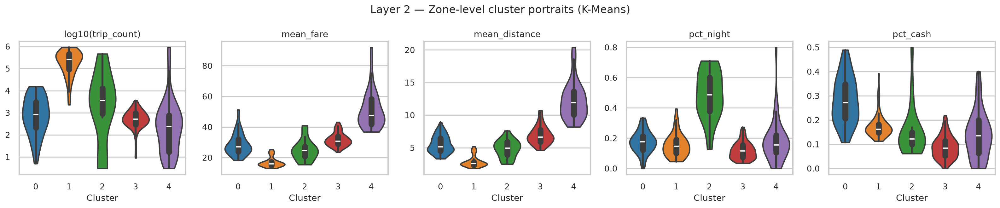 Layer 2 — Zone-level cluster portraits (K-Means)
log10(trip_count)
6
5
4
3
2
1
0 1 2 3 4
Cluster
mean_fare
80
60
40
20
0 1 2 3 4
Cluster
mean_distance
20
15
10
5
0 1 2 3 4
Cluster
pct_night
0.8
0.6
0.4
0.2
0.0
0 1 2 3 4
Cluster
pct_cash
0.5
0.4
0.3
0.2
0.1
0.0
0 1 2 3 4
Cluster